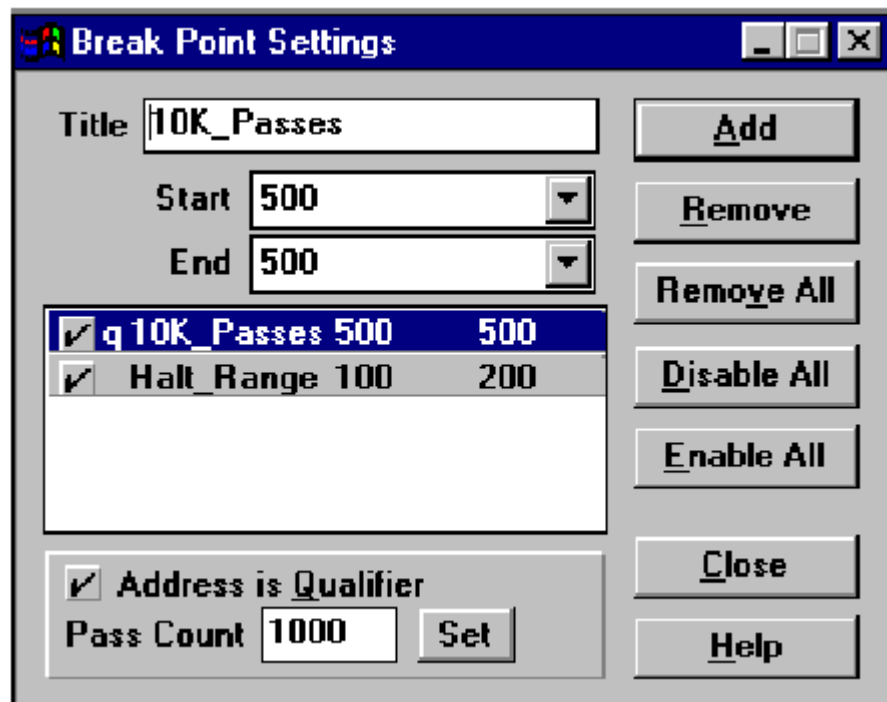 Break Point Settings
Title 10K_Passes
Add
Start 500
Remove
End 500
Remove All
q 10K_Passes 500 500
Halt_Range 100 200
Disable All
Enable All
Address is Qualifier
Pass Count 1000 Set
Close
Help